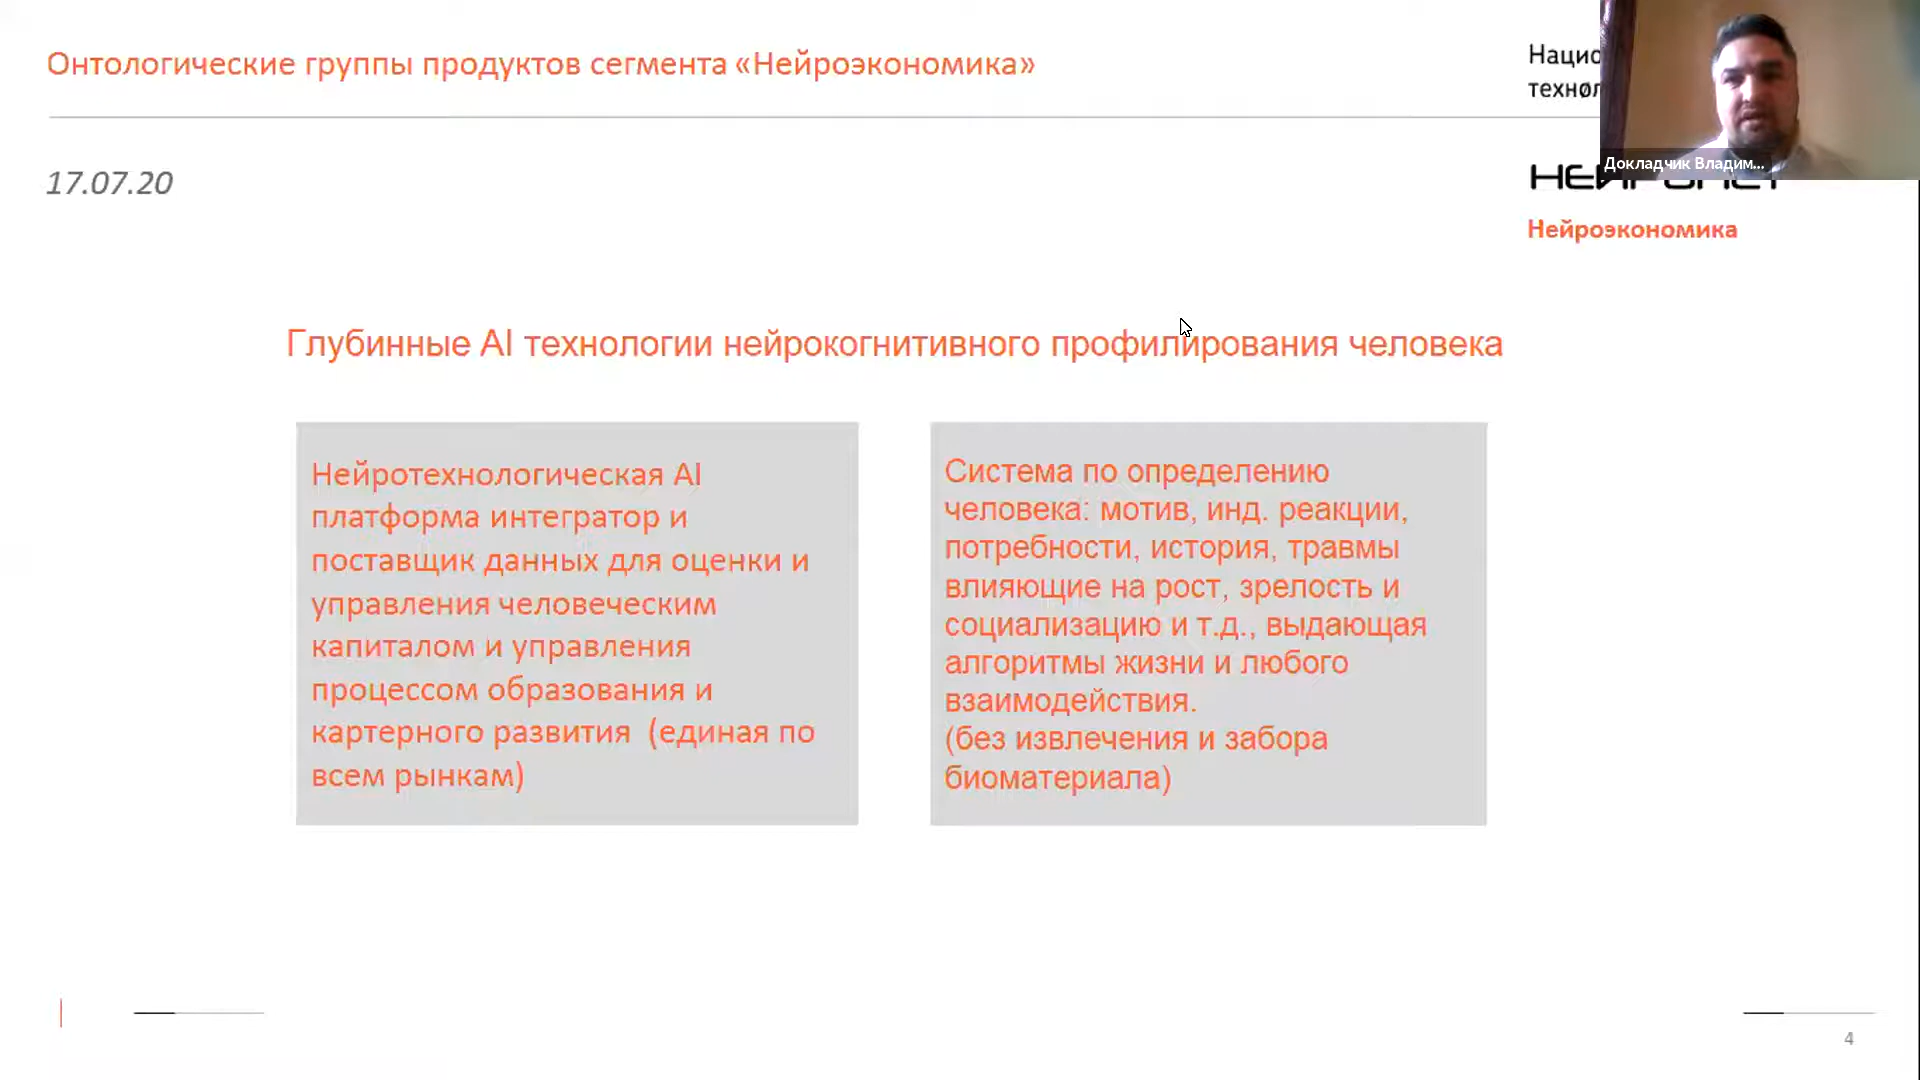 Онтологические группы продуктов сегмента «Нейроэкономика»
17.07.20
Докладчик Владим...
Нейроэкономика
Глубинные AI технологии нейрокогнитивного профилирования человека
Нейротехнологическая AI
платформа интегратор и
поставщик данных для оценки и
управления человеческим
капиталом и управления
процессом образования и
картерного развития (единая по
всем рынкам)
Система по определению
человека: мотив, инд. реакции,
потребности, история, травмы
влияющие на рост, зрелость и
социализацию и т.д., выдающая
алгоритмы жизни и любого
взаимодействия.
(без извлечения и забора
биоматериала)
4